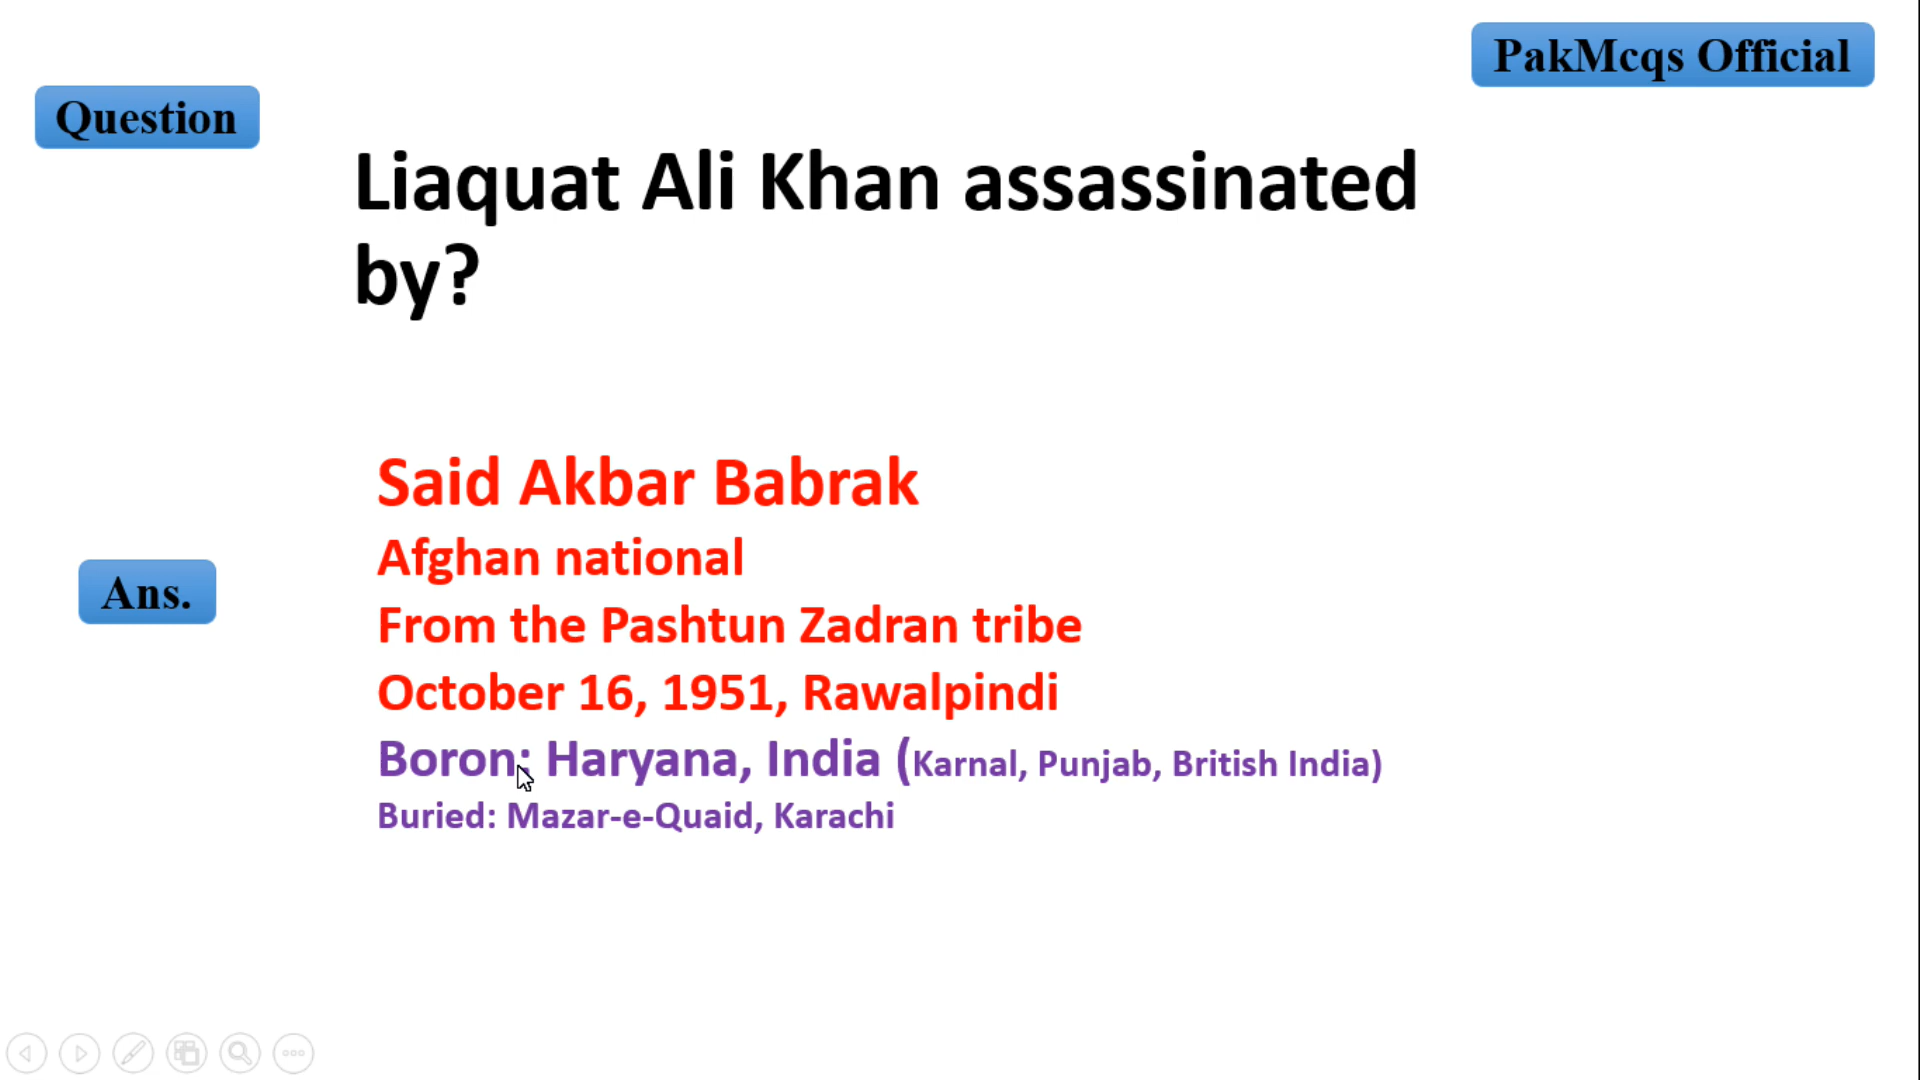 PakMcqs Official
Question
Liaquat Ali Khan assassinated
by?
Said Akbar Babrak
Afghan national
Ans.
From the Pashtun Zadran tribe
October 16, 1951, Rawalpindi
Boron: Haryana, India (Karnal, Punjab, British India)
Buried: Mazar-e-Quaid, Karachi